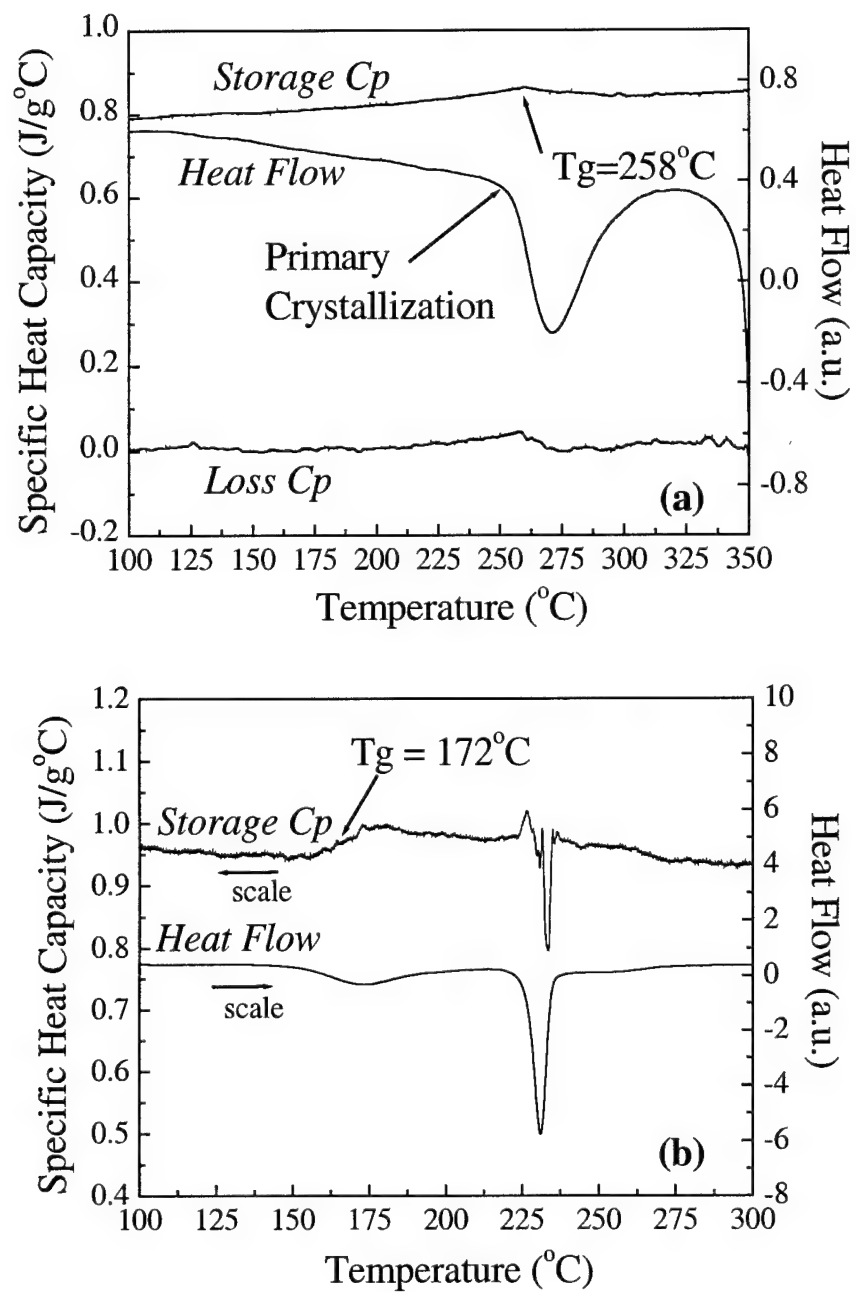 1.0
0.8
0.6
0.4
0.2
0.0
-0.2
Specific Heat Capacity (J/g°C)
Storage Cp
Tg=258°C
Heat Flow
Primary
Crystallization
Loss Cp
(a)
0.8
0.4
0.0
-0.4
-0.8
Heat Flow (a.u.)
100 125 150 175 200 225 250 275 300 325 350
Temperature (°C)
1.2
1.1
1.0
0.9
0.8
0.7
0.6
0.5
0.4
Specific Heat Capacity (J/g°C)
Tg = 172°C
Storage Cp
scale
Heat Flow
scale
(b)
10
8
6
4
2
0
-2
-4
-6
-8
Heat Flow (a.u.)
100 125 150 175 200 225 250 275 300
Temperature (°C)